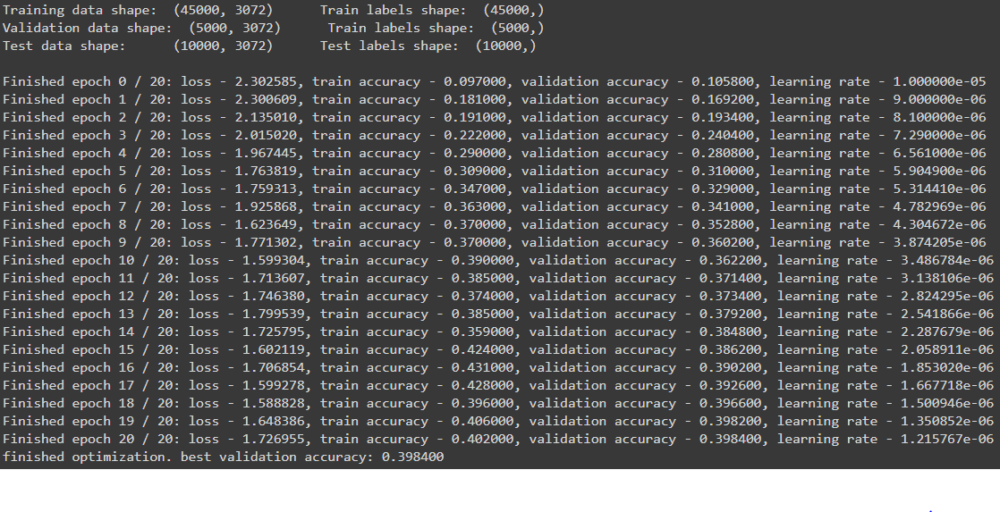 Training data shape:  (45000, 3072)      Train labels shape:  (45000,)
Validation data shape:  (5000, 3072)      Train labels shape:  (5000,)
Test data shape:      (10000, 3072)      Test labels shape:  (10000,)
Finished epoch 0 / 20: loss - 2.302585, train accuracy - 0.097000, validation accuracy - 0.105800, learning rate - 1.000000e-05
Finished epoch 1 / 20: loss - 2.300609, train accuracy - 0.181000, validation accuracy - 0.169200, learning rate - 9.000000e-06
Finished epoch 2 / 20: loss - 2.135010, train accuracy - 0.191000, validation accuracy - 0.193400, learning rate - 8.100000e-06
Finished epoch 3 / 20: loss - 2.015020, train accuracy - 0.222000, validation accuracy - 0.240400, learning rate - 7.290000e-06
Finished epoch 4 / 20: loss - 1.967445, train accuracy - 0.290000, validation accuracy - 0.280800, learning rate - 6.561000e-06
Finished epoch 5 / 20: loss - 1.763819, train accuracy - 0.309000, validation accuracy - 0.310000, learning rate - 5.904900e-06
Finished epoch 6 / 20: loss - 1.759313, train accuracy - 0.347000, validation accuracy - 0.329000, learning rate - 5.314410e-06
Finished epoch 7 / 20: loss - 1.925868, train accuracy - 0.363000, validation accuracy - 0.341000, learning rate - 4.782969e-06
Finished epoch 8 / 20: loss - 1.623649, train accuracy - 0.370000, validation accuracy - 0.352800, learning rate - 4.304672e-06
Finished epoch 9 / 20: loss - 1.771302, train accuracy - 0.370000, validation accuracy - 0.360200, learning rate - 3.874205e-06
Finished epoch 10 / 20: loss - 1.599304, train accuracy - 0.390000, validation accuracy - 0.362200, learning rate - 3.486784e-06
Finished epoch 11 / 20: loss - 1.713607, train accuracy - 0.385000, validation accuracy - 0.371400, learning rate - 3.138106e-06
Finished epoch 12 / 20: loss - 1.746380, train accuracy - 0.374000, validation accuracy - 0.373400, learning rate - 2.824295e-06
Finished epoch 13 / 20: loss - 1.799539, train accuracy - 0.385000, validation accuracy - 0.379200, learning rate - 2.541866e-06
Finished epoch 14 / 20: loss - 1.725795, train accuracy - 0.359000, validation accuracy - 0.384800, learning rate - 2.287679e-06
Finished epoch 15 / 20: loss - 1.602119, train accuracy - 0.424000, validation accuracy - 0.386200, learning rate - 2.058911e-06
Finished epoch 16 / 20: loss - 1.706854, train accuracy - 0.431000, validation accuracy - 0.390200, learning rate - 1.853020e-06
Finished epoch 17 / 20: loss - 1.599278, train accuracy - 0.428000, validation accuracy - 0.392600, learning rate - 1.667718e-06
Finished epoch 18 / 20: loss - 1.588828, train accuracy - 0.396000, validation accuracy - 0.396600, learning rate - 1.500946e-06
Finished epoch 19 / 20: loss - 1.648386, train accuracy - 0.406000, validation accuracy - 0.398200, learning rate - 1.350852e-06
Finished epoch 20 / 20: loss - 1.726955, train accuracy - 0.402000, validation accuracy - 0.398400, learning rate - 1.215767e-06
finished optimization. best validation accuracy: 0.398400